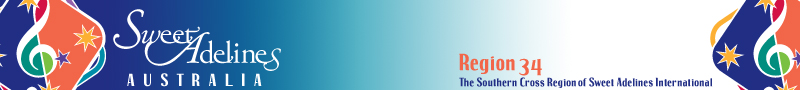 Sweet
Adelines
AUSTRALIA
Region 34
The Southern Cross Region of Sweet Adelines International